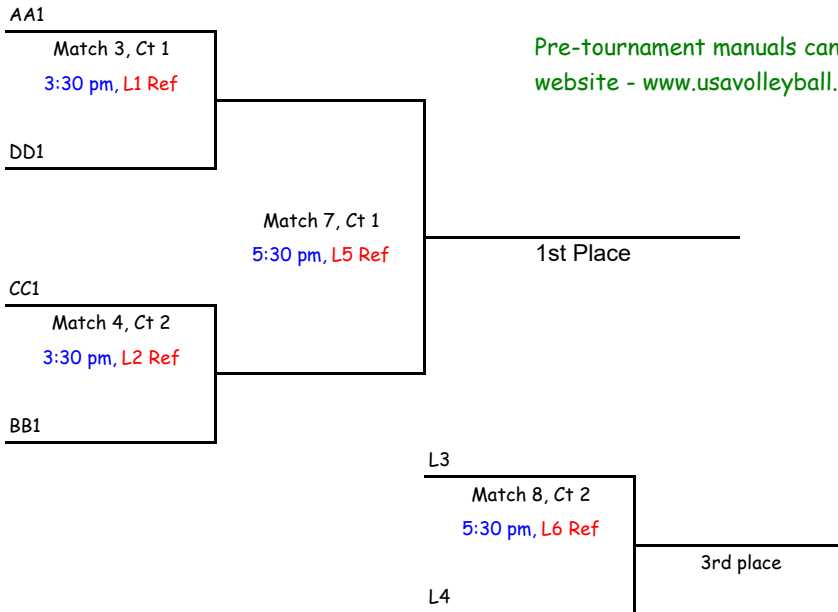 AA1
Match 3, Ct 1
3:30 pm, L1 Ref
DD1
Pre-tournament manuals can
website - www.usavolleyball.
Match 7, Ct 1
5:30 pm, L5 Ref
1st Place
CC1
Match 4, Ct 2
3:30 pm, L2 Ref
BB1
L3
Match 8, Ct 2
5:30 pm, L6 Ref
3rd place
L4